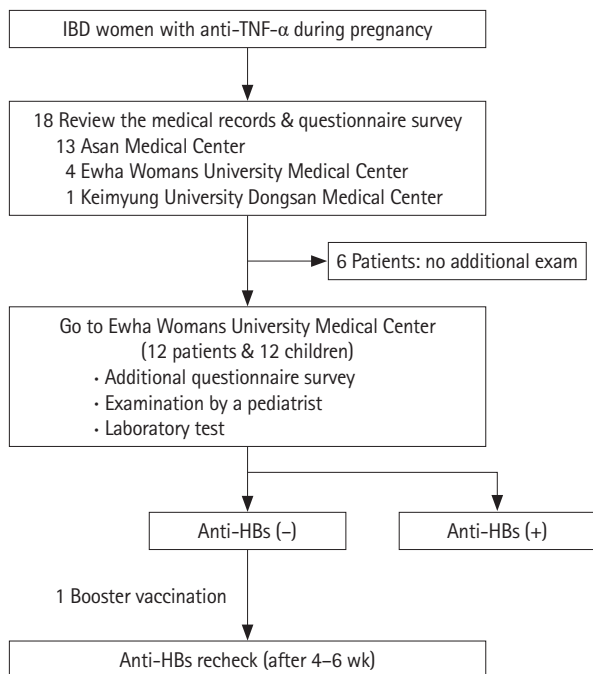 IBD women with anti-TNF-α during pregnancy
18 Review the medical records & questionnaire survey
13 Asan Medical Center
4 Ewha Womans University Medical Center
1 Keimyung University Dongsan Medical Center
6 Patients: no additional exam
Go to Ewha Womans University Medical Center
(12 patients & 12 children)
· Additional questionnaire survey
· Examination by a pediatrist
· Laboratory test
Anti-HBs (–)
Anti-HBs (+)
1 Booster vaccination
Anti-HBs recheck (after 4–6 wk)